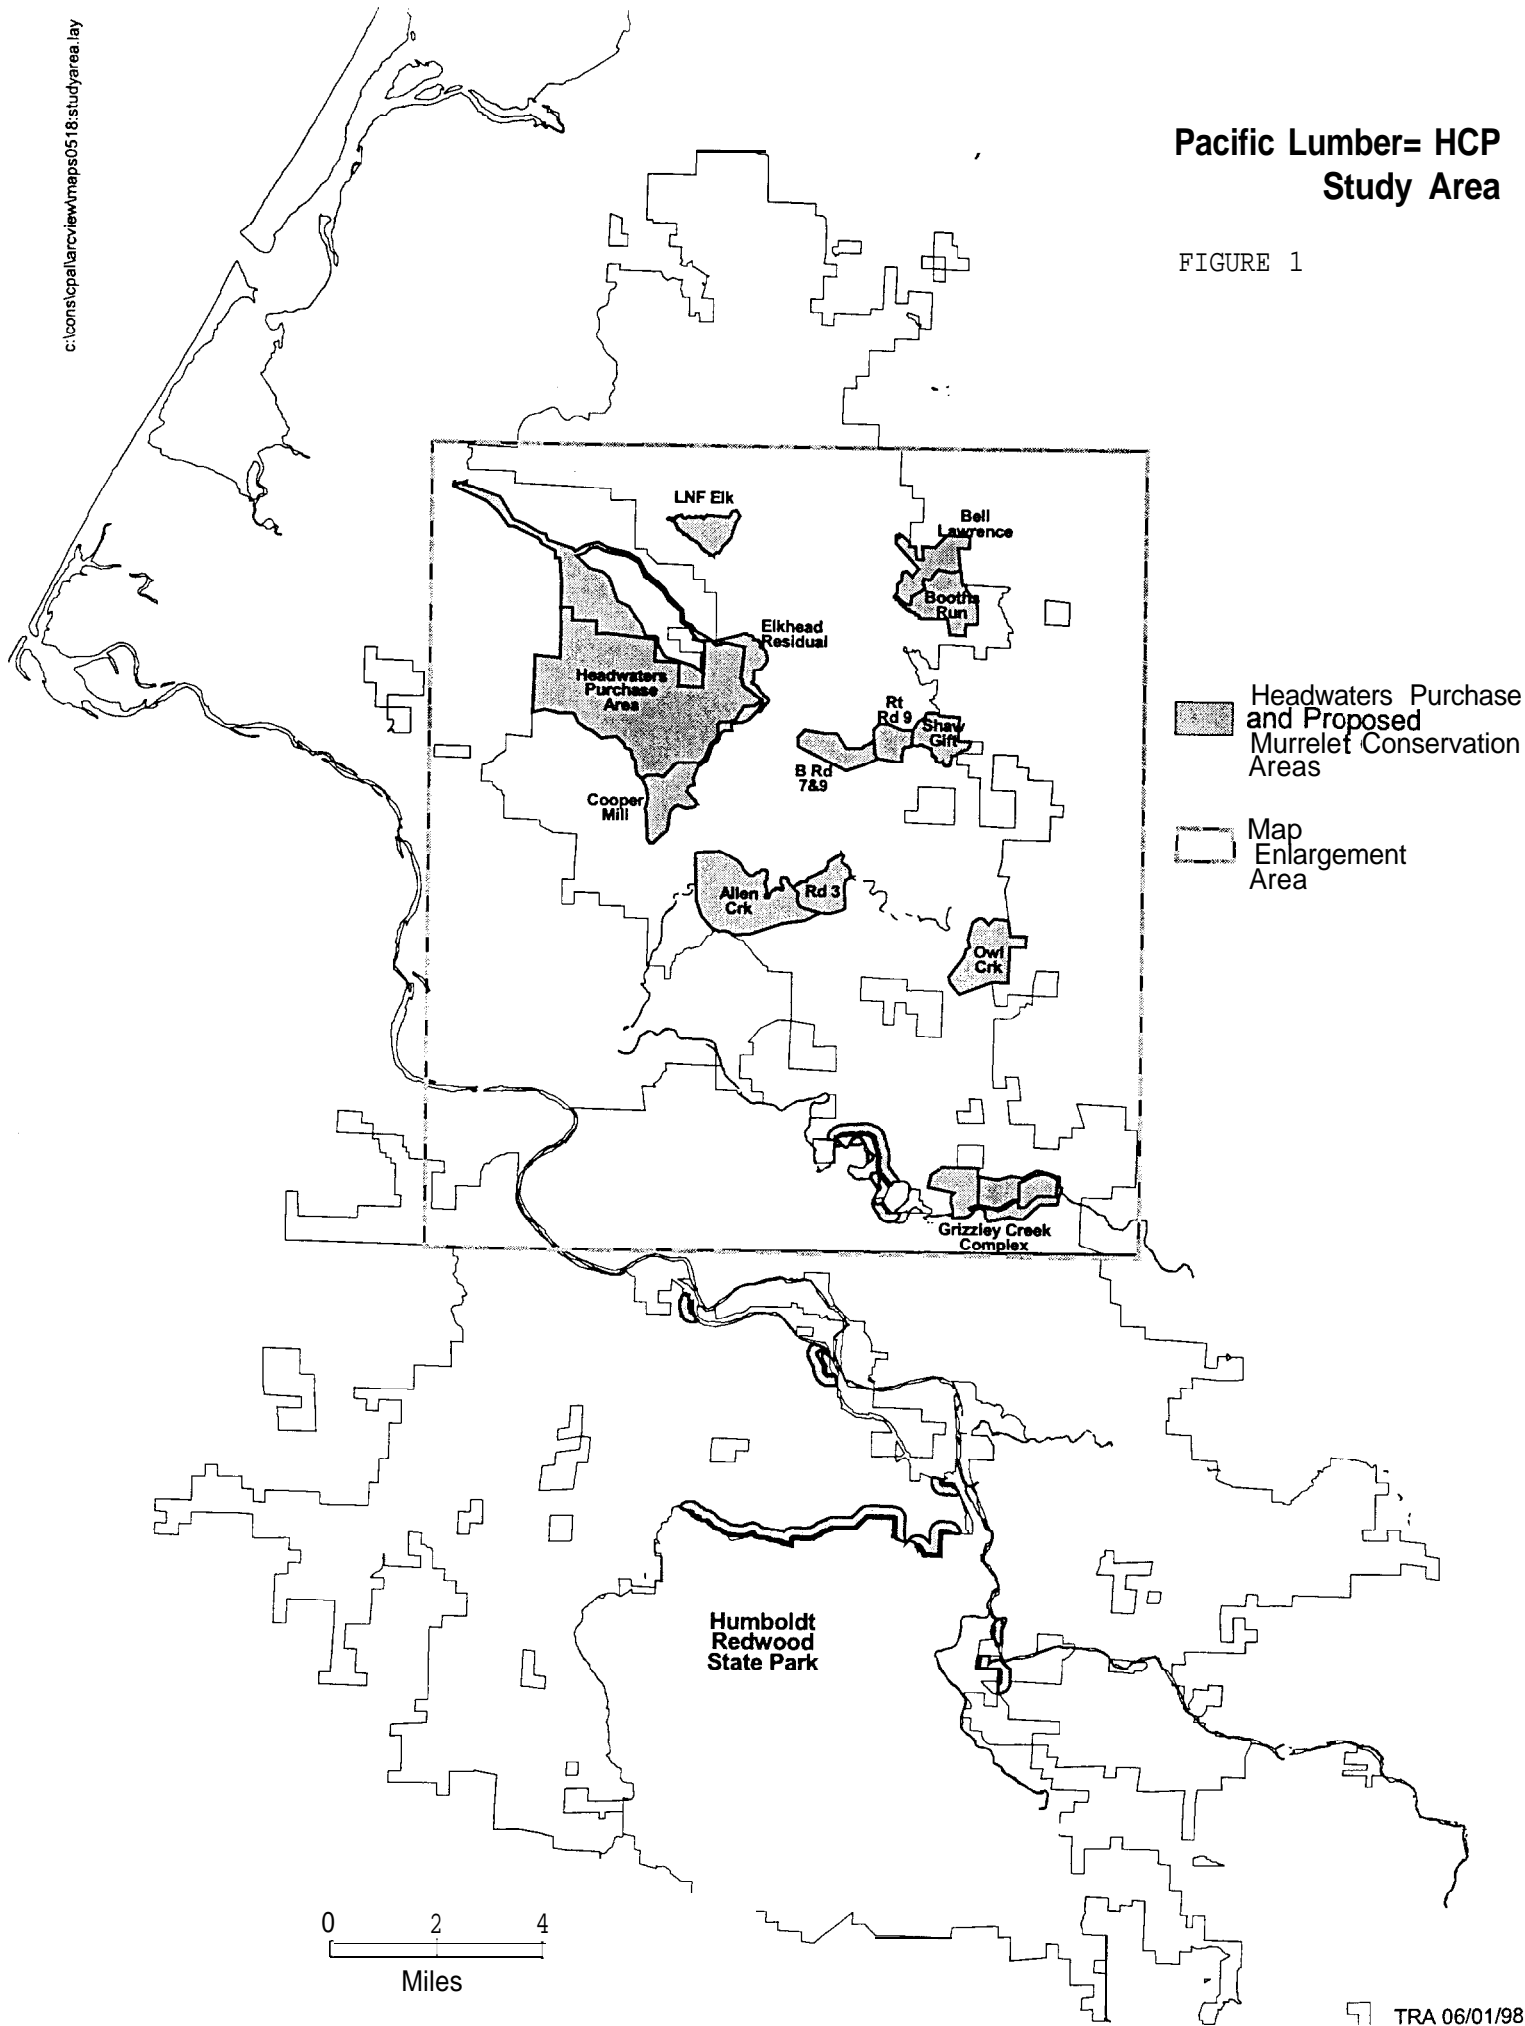 c:\cons\cpal\arcview\maps0518:studyarea.lay
Pacific Lumber= HCP
Study Area
FIGURE 1
LNF Elk
Bell
Lawrence
Booths
Run
Elkhead
Residual
Headwaters
Purchase
Area
Rt
Rd 9
Shaw
Gift
B Rd
7&9
Cooper
Mill
Allen
Crk
Rd 3
Owl
Crk
Grizzley Creek
Complex
Headwaters Purchase
and Proposed
Murrelet Conservation
Areas
Map
Enlargement
Area
Humboldt
Redwood
State Park
0 2 4
Miles
TRA 06/01/98